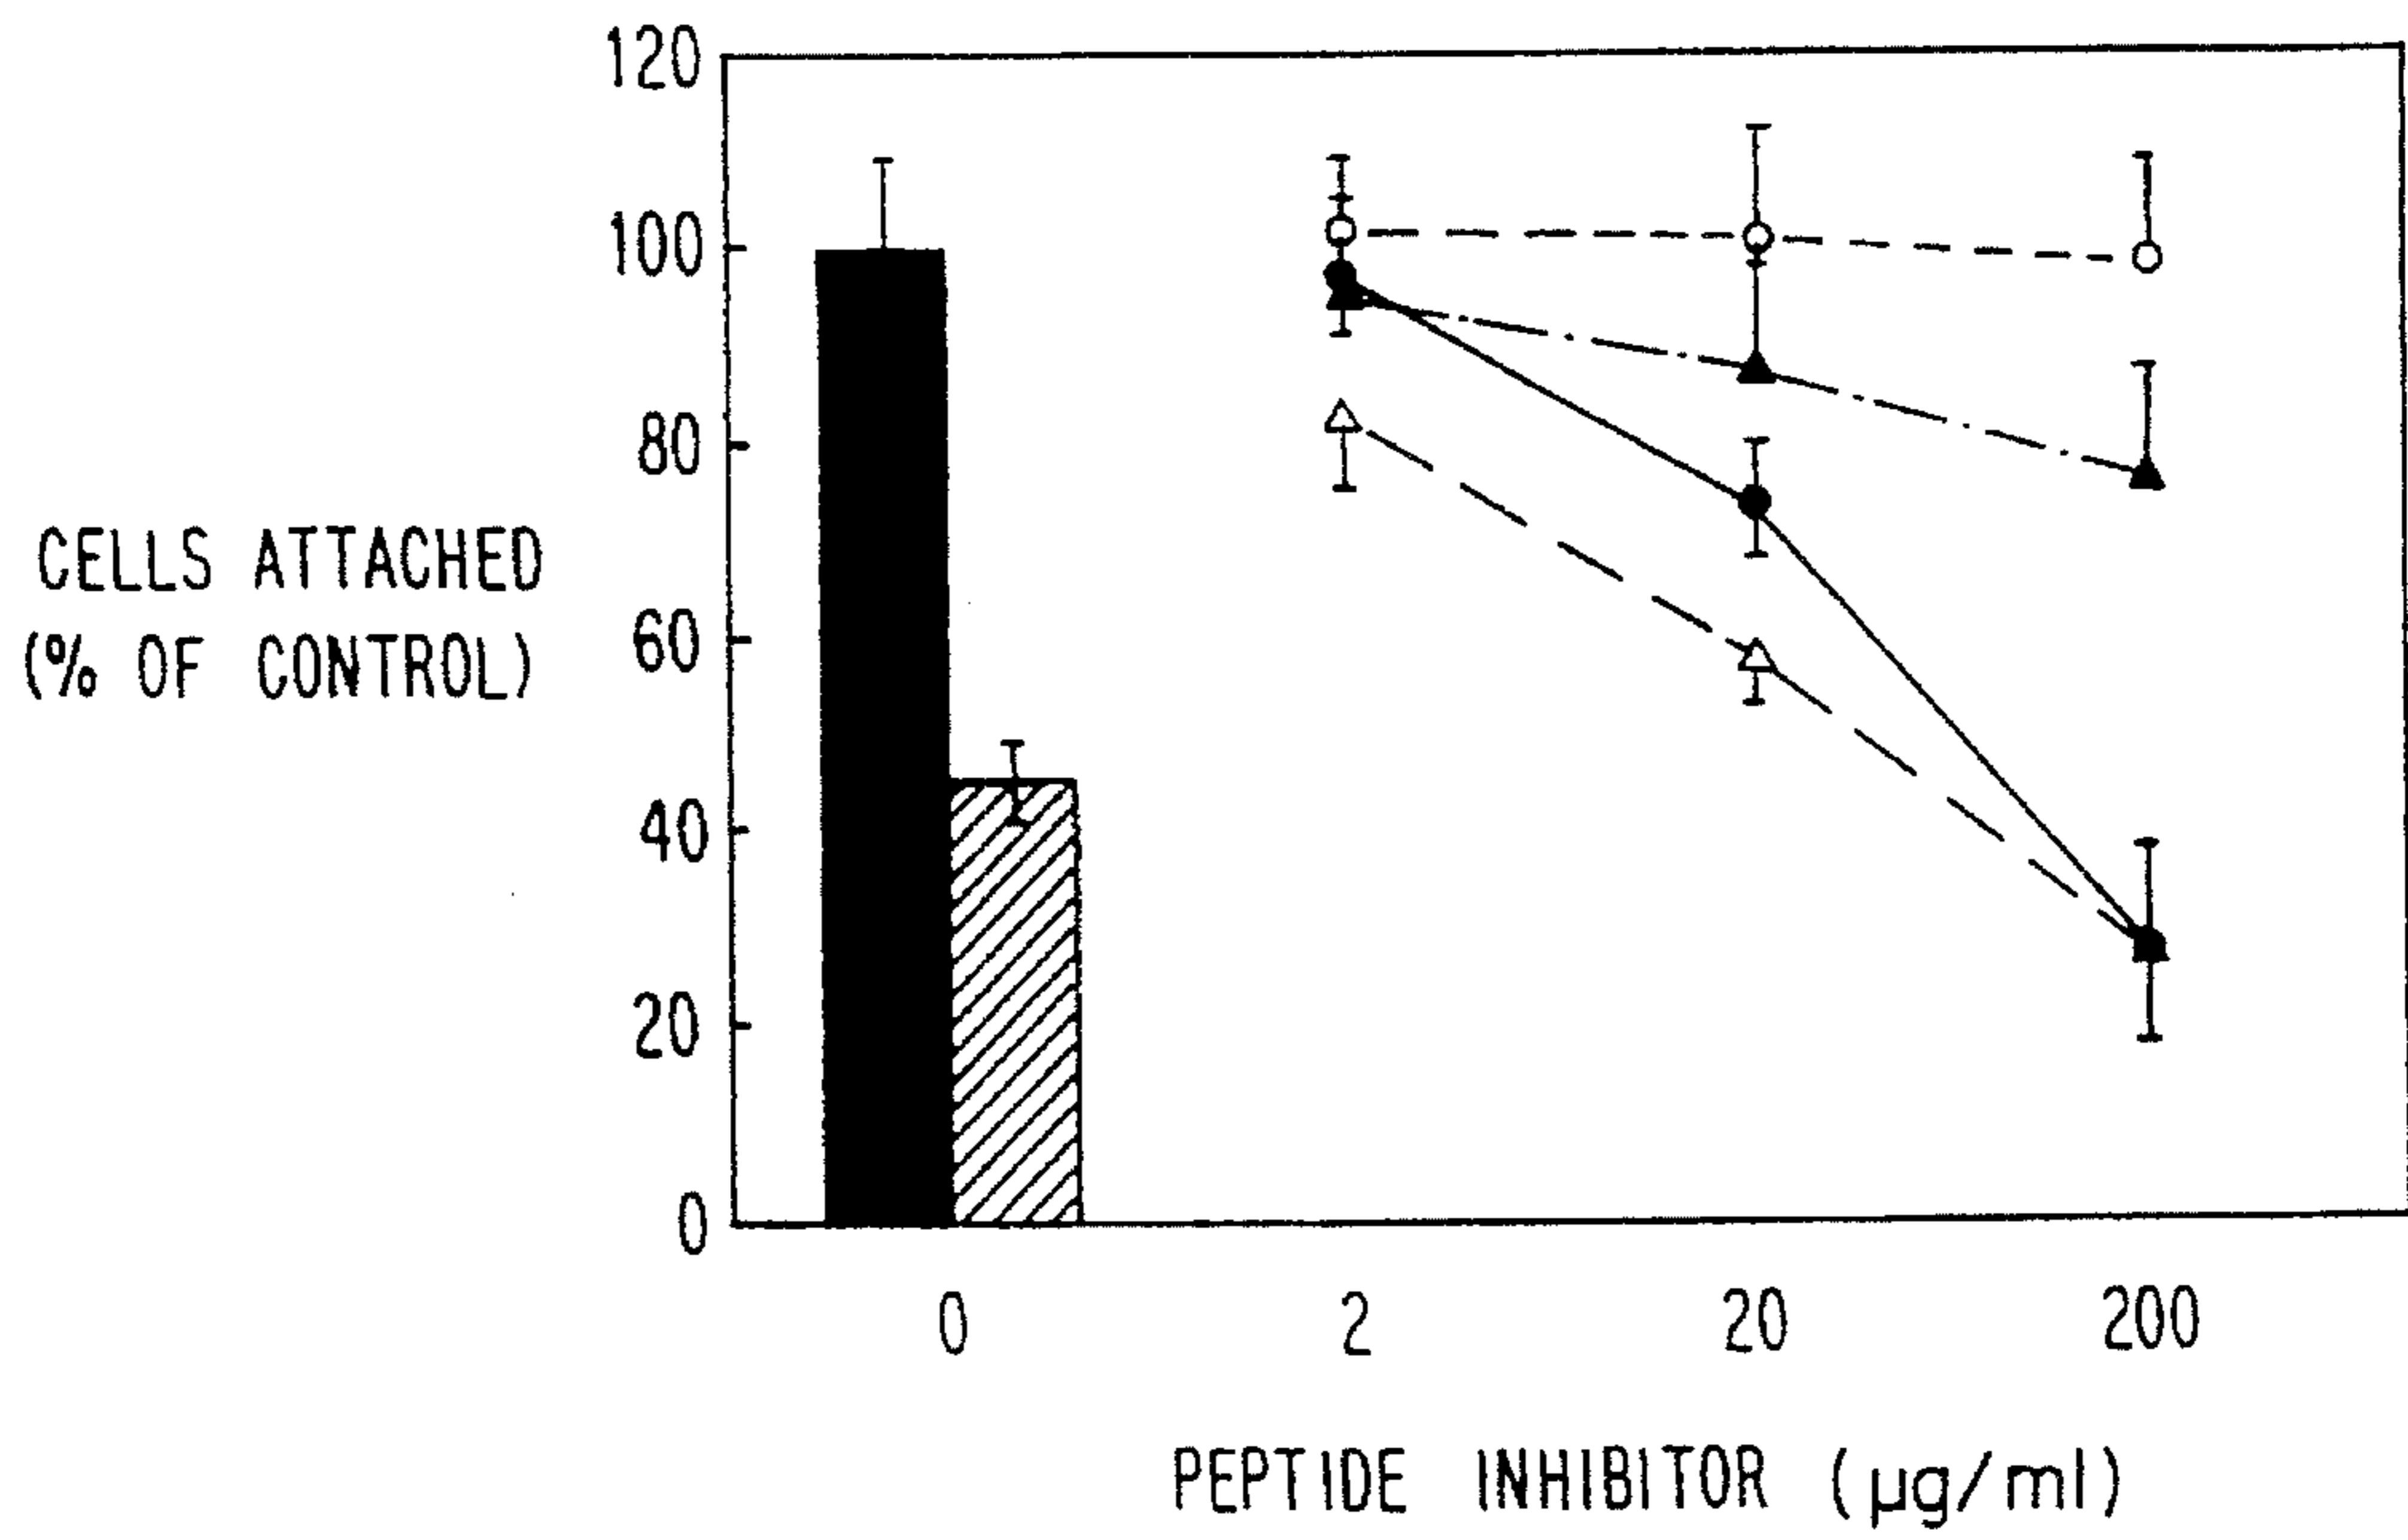 120
100
80
60
40
20
0
CELLS ATTACHED
(% OF CONTROL)
0 2 20 200
PEPTIDE INHIBITOR (µg/ml)